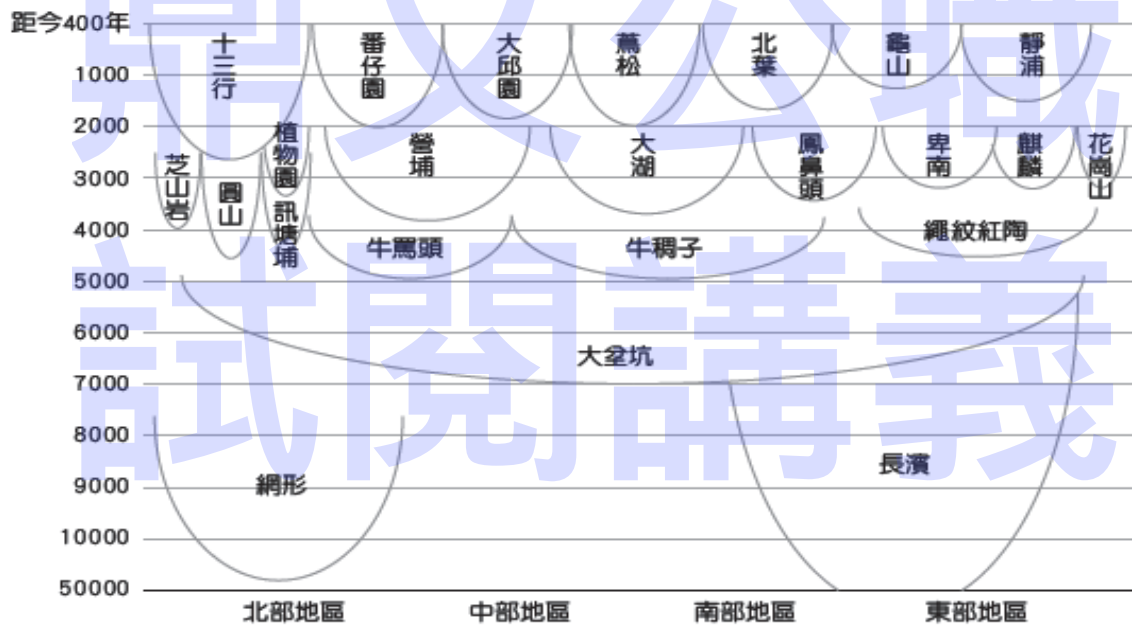 鼎文公職
試閱講義
距今400年
1000
2000
3000
4000
5000
6000
7000
8000
9000
10000
50000
十三行
番仔園
大邱園
蔦松
北葉
龜山
靜浦
芝山岩
圓山
植物園
訊塘埔
營埔
大湖
鳳鼻頭
卑南
麒麟
花崗山
牛罵頭
牛稠子
繩紋紅陶
大坌坑
網形
長濱
北部地區
中部地區
南部地區
東部地區